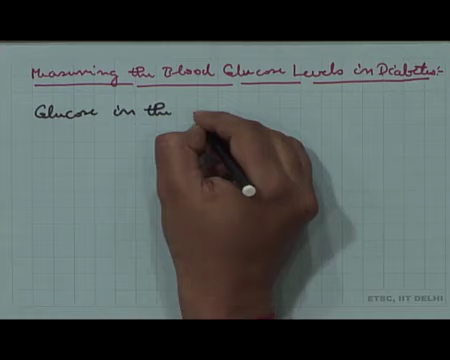 Measuring the Blood Glucose Levels in Diabetes:-
Glucose in the
ETSC, IIT DELHI